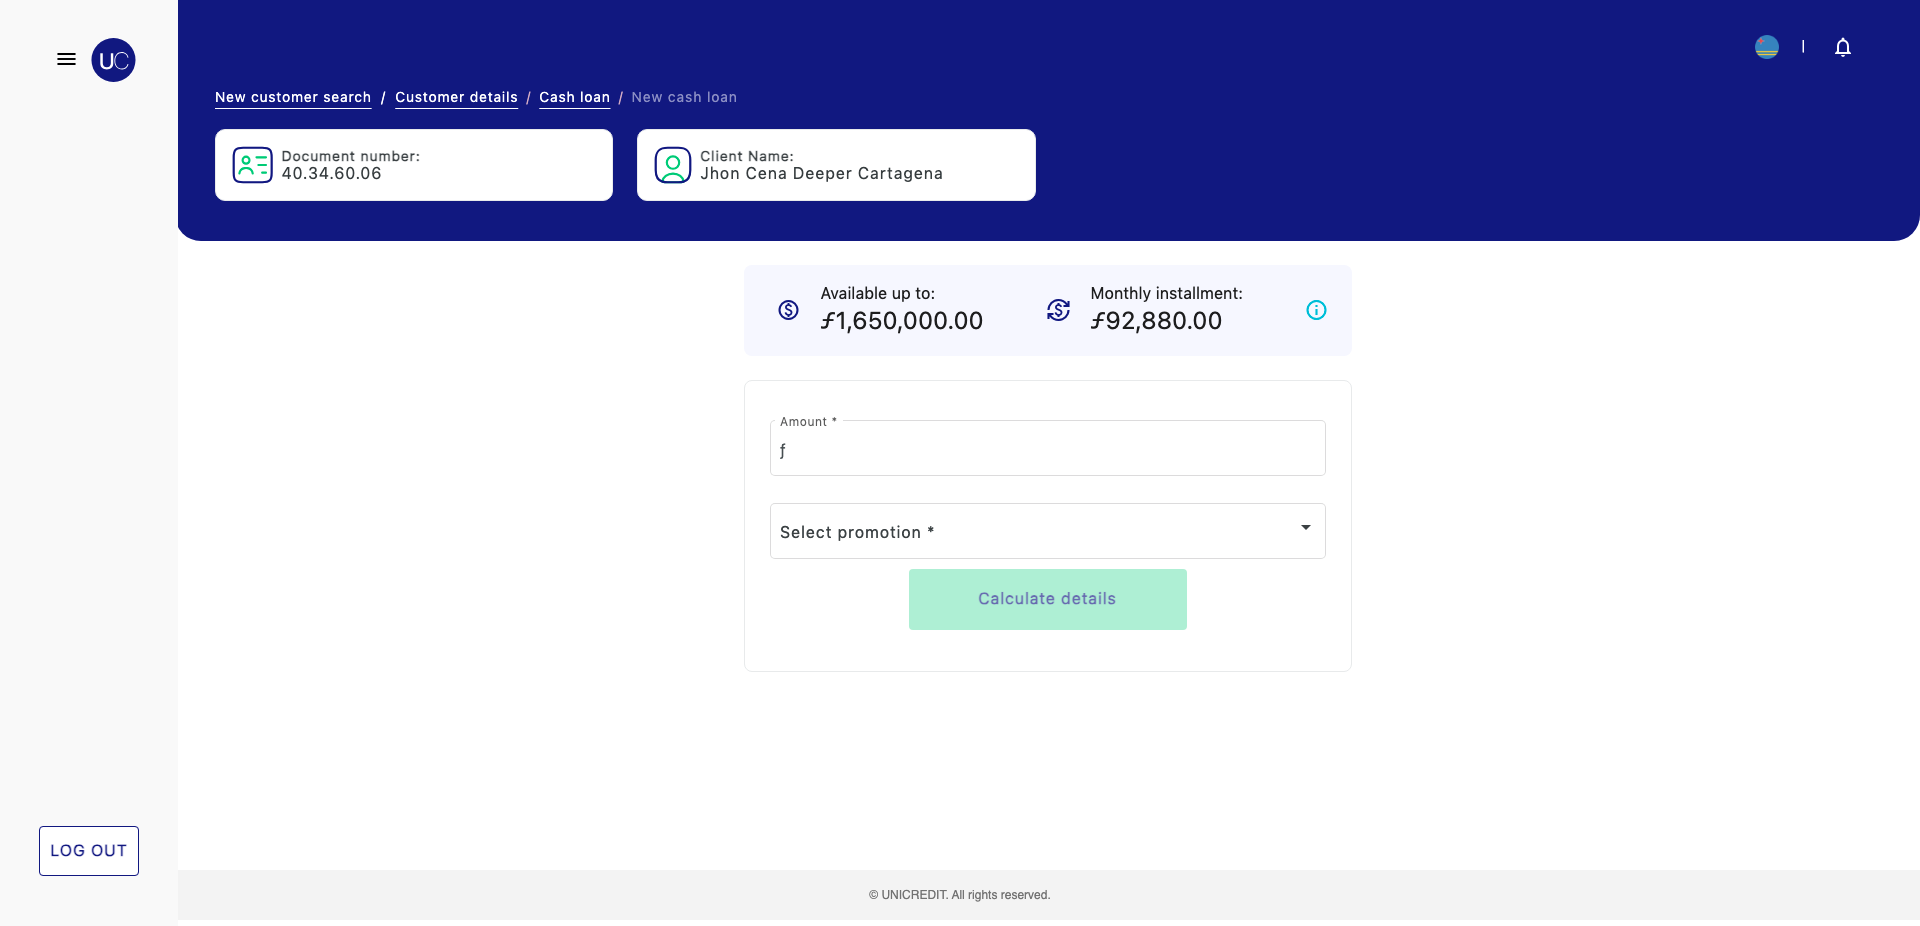 UC
New customer search / Customer details / Cash loan / New cash loan
Document number:
40.34.60.06
Client Name:
Jhon Cena Deeper Cartagena
Available up to:
ƒ1,650,000.00
Monthly installment:
ƒ92,880.00
Amount *
ƒ
Select promotion *
Calculate details
LOG OUT
© UNICREDIT. All rights reserved.